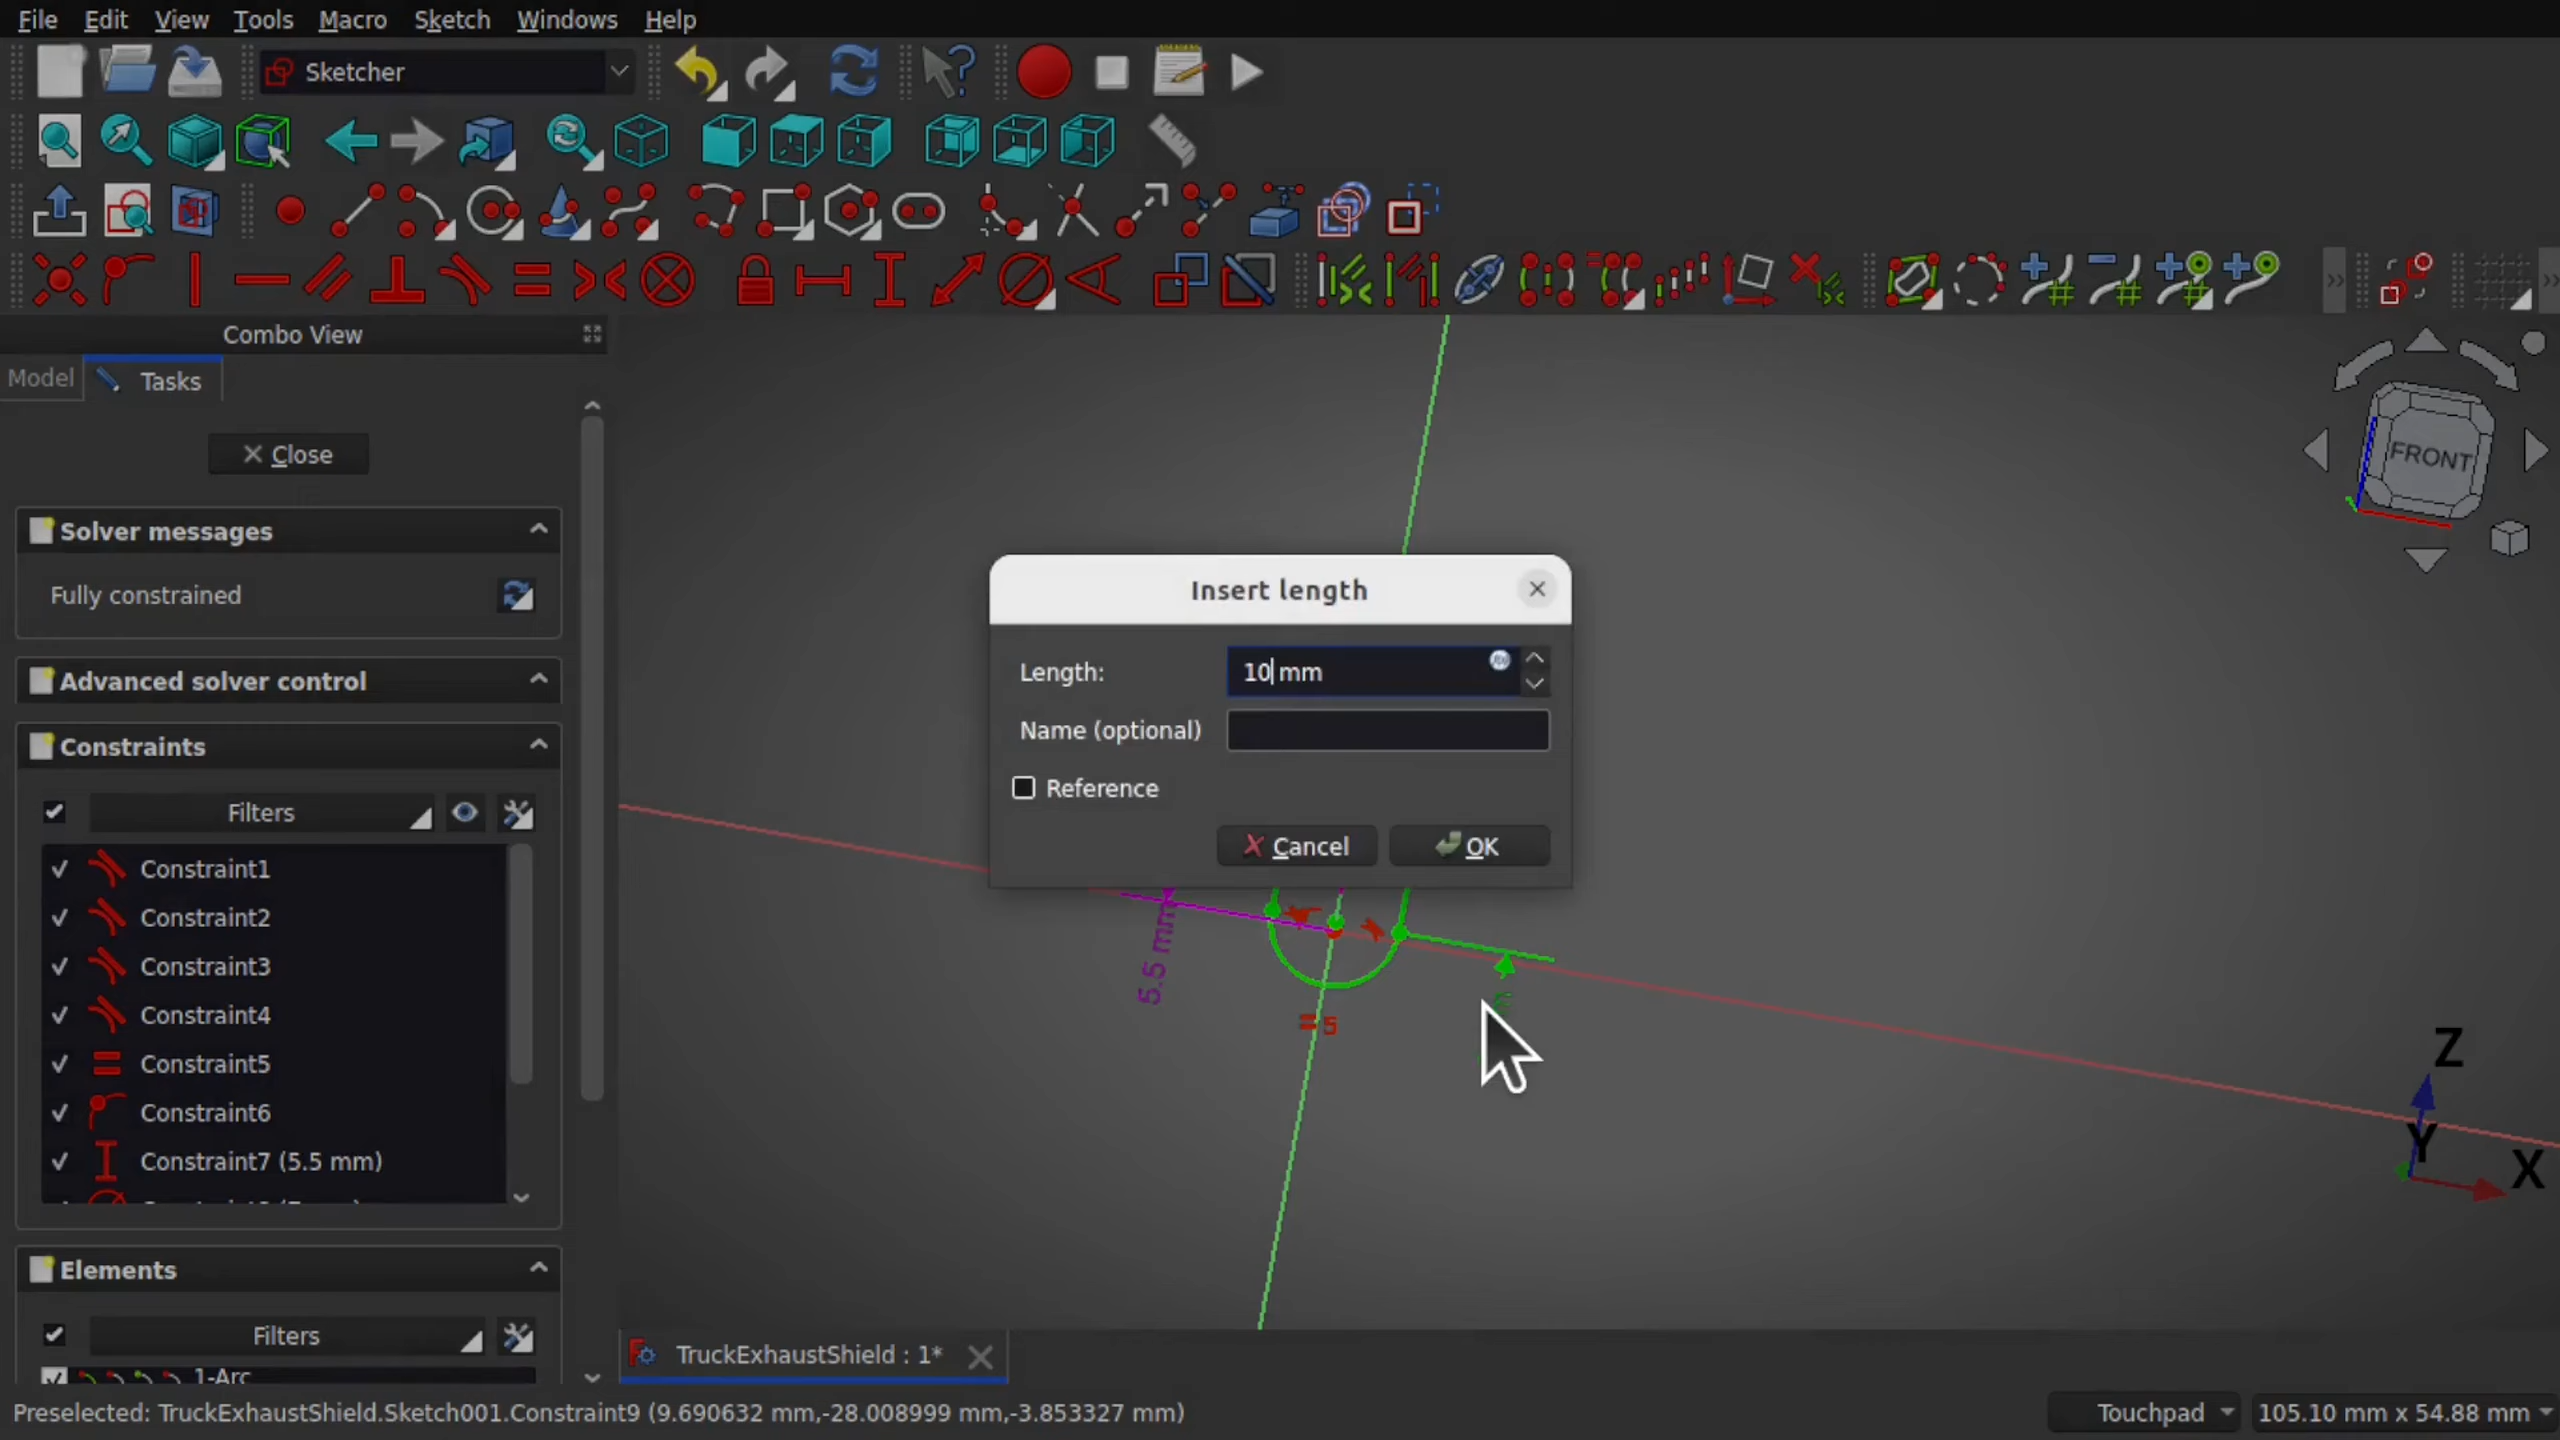 File Edit View Tools Macro Sketch Windows Help
Sketcher
Combo View
Model Tasks
Close
Solver messages
Fully constrained
Advanced solver control
Constraints
Filters
Constraint1
Constraint2
Constraint3
Constraint4
Constraint5
Constraint6
Constraint7 (5.5 mm)
Elements
Filters
1-Arc
FRONT
Insert length
Length: 10 mm
Name (optional)
Reference
Cancel OK
5.5 mm
5
Z
Y
X
TruckExhaustShield : 1*
Preselected: TruckExhaustShield.Sketch001.Constraint9 (9.690632 mm,-28.008999 mm,-3.853327 mm)
Touchpad 105.10 mm x 54.88 mm